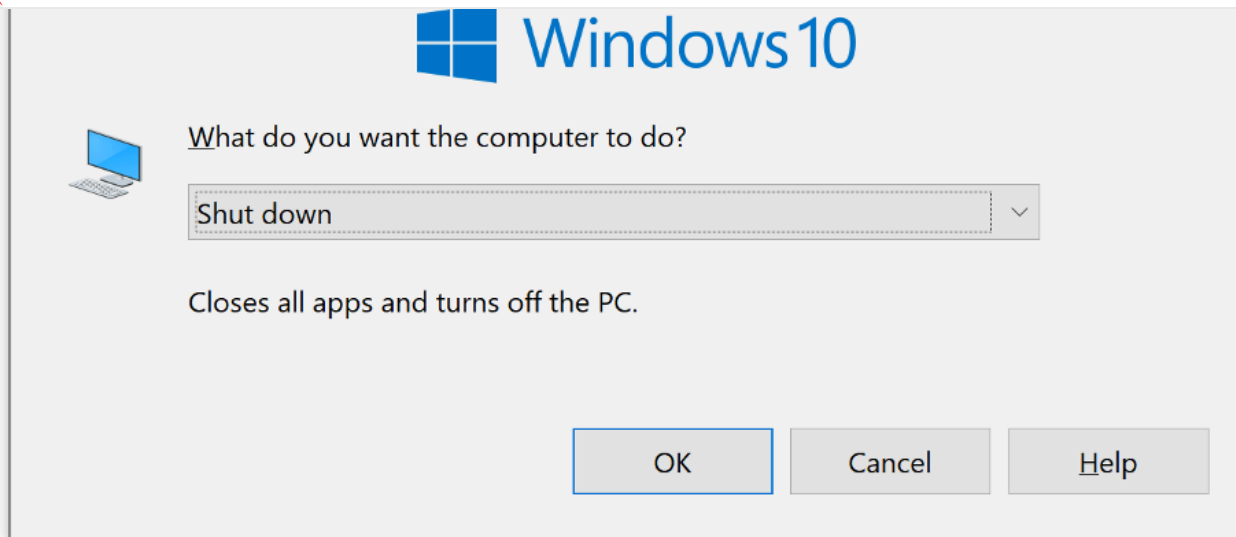 Windows 10
What do you want the computer to do?
Shut down
Closes all apps and turns off the PC.
OK Cancel Help